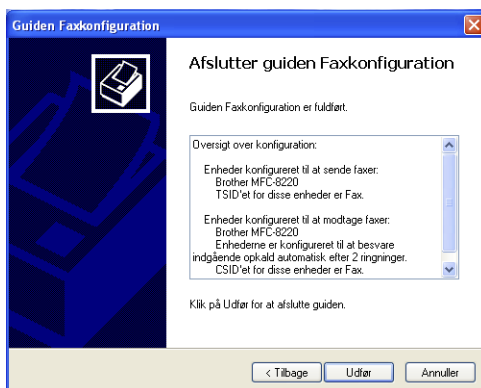 Guiden Faxkonfiguration
Afslutter guiden Faxkonfiguration
Guiden Faxkonfiguration er fuldført.
Oversigt over konfiguration:
Enheder konfigureret til at sende faxer:
Brother MFC-8220
TSID'et for disse enheder er Fax.
Enheder konfigureret til at modtage faxer:
Brother MFC-8220
Enhederne er konfigureret til at besvare
indgående opkald automatisk efter 2 ringninger.
CSID'et for disse enheder er Fax.
Klik på Udfør for at afslutte guiden.
< Tilbage
Udfør
Annuller